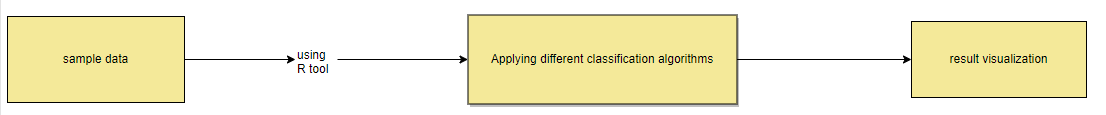 sample data
using
R tool
Applying different classification algorithms
result visualization